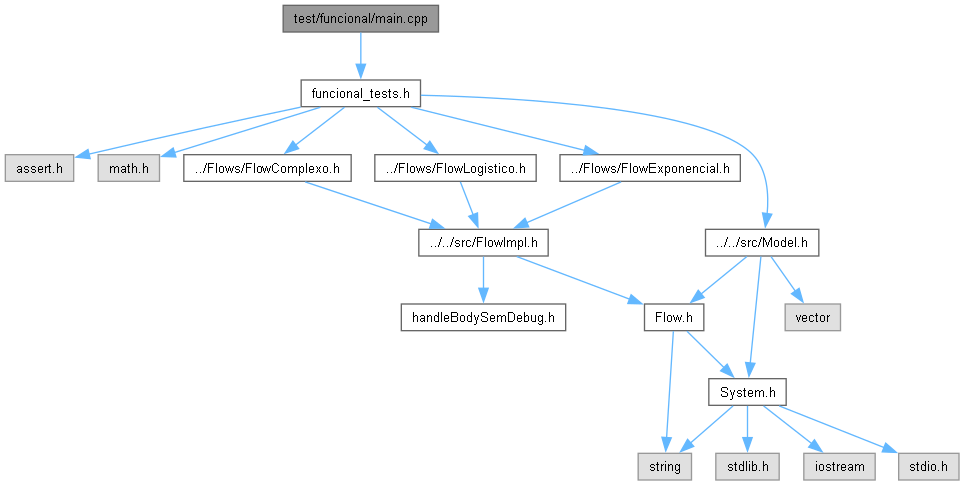 test/funcional/main.cpp
funcional_tests.h
assert.h
math.h
../Flows/FlowComplexo.h
../Flows/FlowLogistico.h
../Flows/FlowExponencial.h
../../src/FlowImpl.h
../../src/Model.h
handleBodySemDebug.h
Flow.h
vector
System.h
string
stdlib.h
iostream
stdio.h